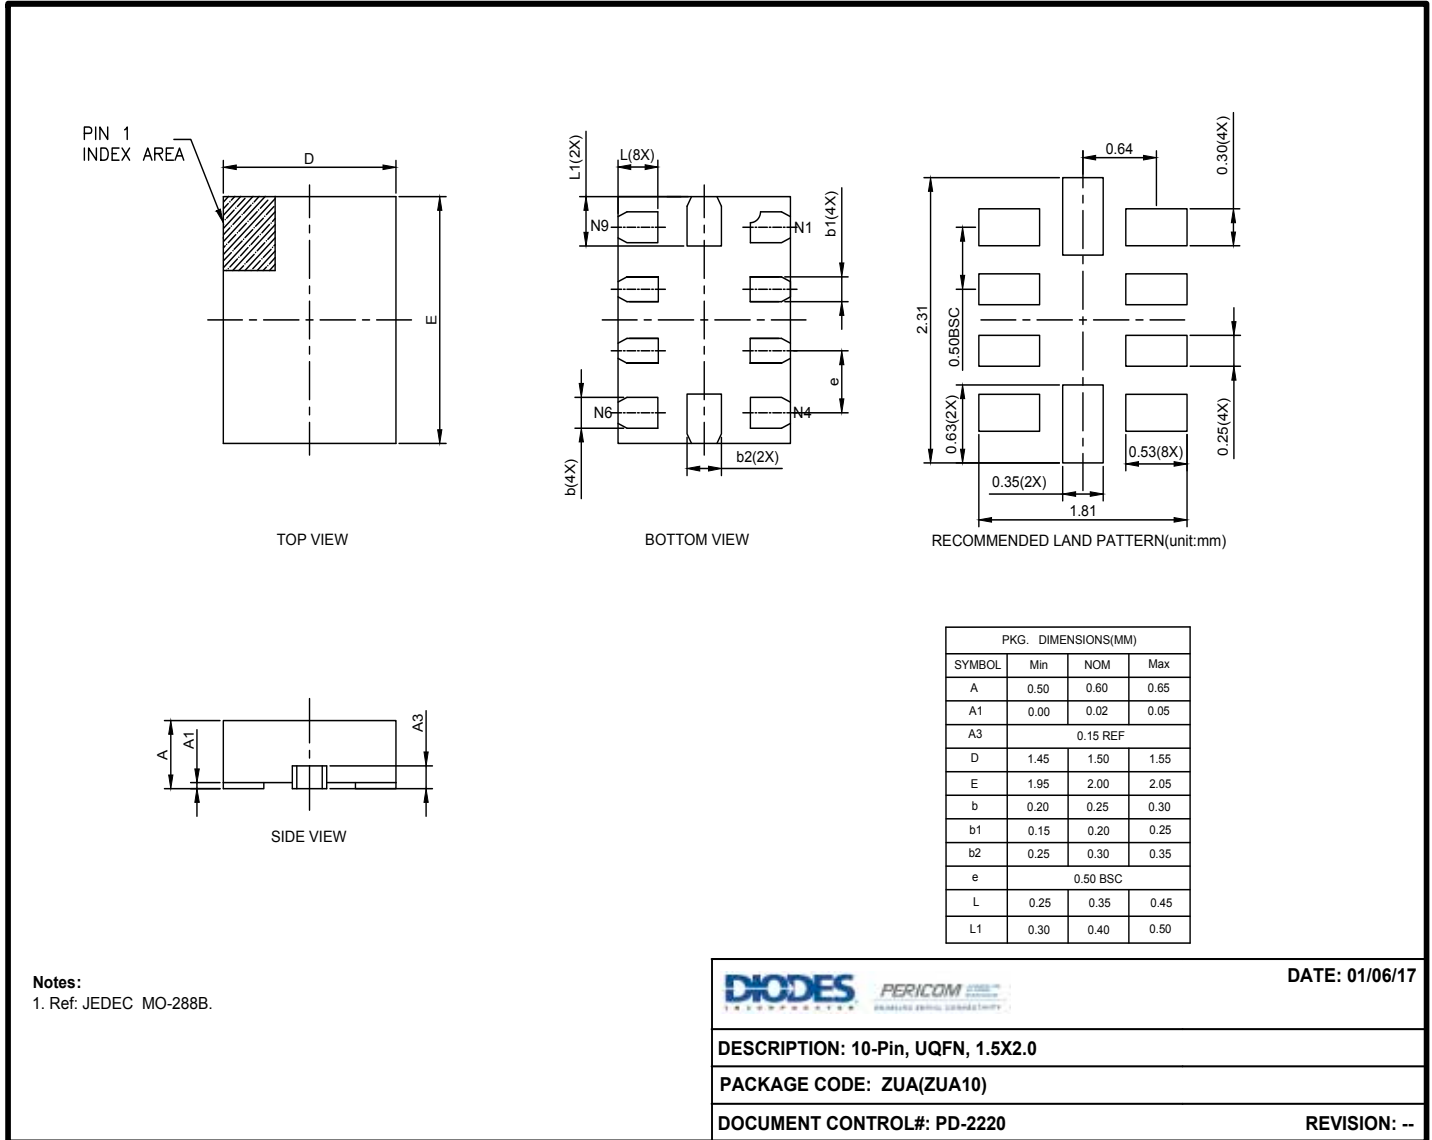 PIN 1
INDEX AREA
D
E
TOP VIEW
L1(2X)
L(8X)
b1(4X)
N9
N1
e
N6
N4
b(4X)
b2(2X)
BOTTOM VIEW
0.64
0.30(4X)
2.31
0.50BSC
0.63(2X)
0.25(4X)
0.53(8X)
0.35(2X)
1.81
RECOMMENDED LAND PATTERN(unit:mm)
A
A1
A3
SIDE VIEW
PKG. DIMENSIONS(MM)
SYMBOL Min NOM Max
A 0.50 0.60 0.65
A1 0.00 0.02 0.05
A3 0.15 REF
D 1.45 1.50 1.55
E 1.95 2.00 2.05
b 0.20 0.25 0.30
b1 0.15 0.20 0.25
b2 0.25 0.30 0.35
e 0.50 BSC
L 0.25 0.35 0.45
L1 0.30 0.40 0.50
Notes:
1. Ref: JEDEC MO-288B.
DIODES
INCORPORATED
PERICOM
ENABLING SERIAL CONNECTIVITY
DATE: 01/06/17
DESCRIPTION: 10-Pin, UQFN, 1.5X2.0
PACKAGE CODE: ZUA(ZUA10)
DOCUMENT CONTROL#: PD-2220
REVISION: --